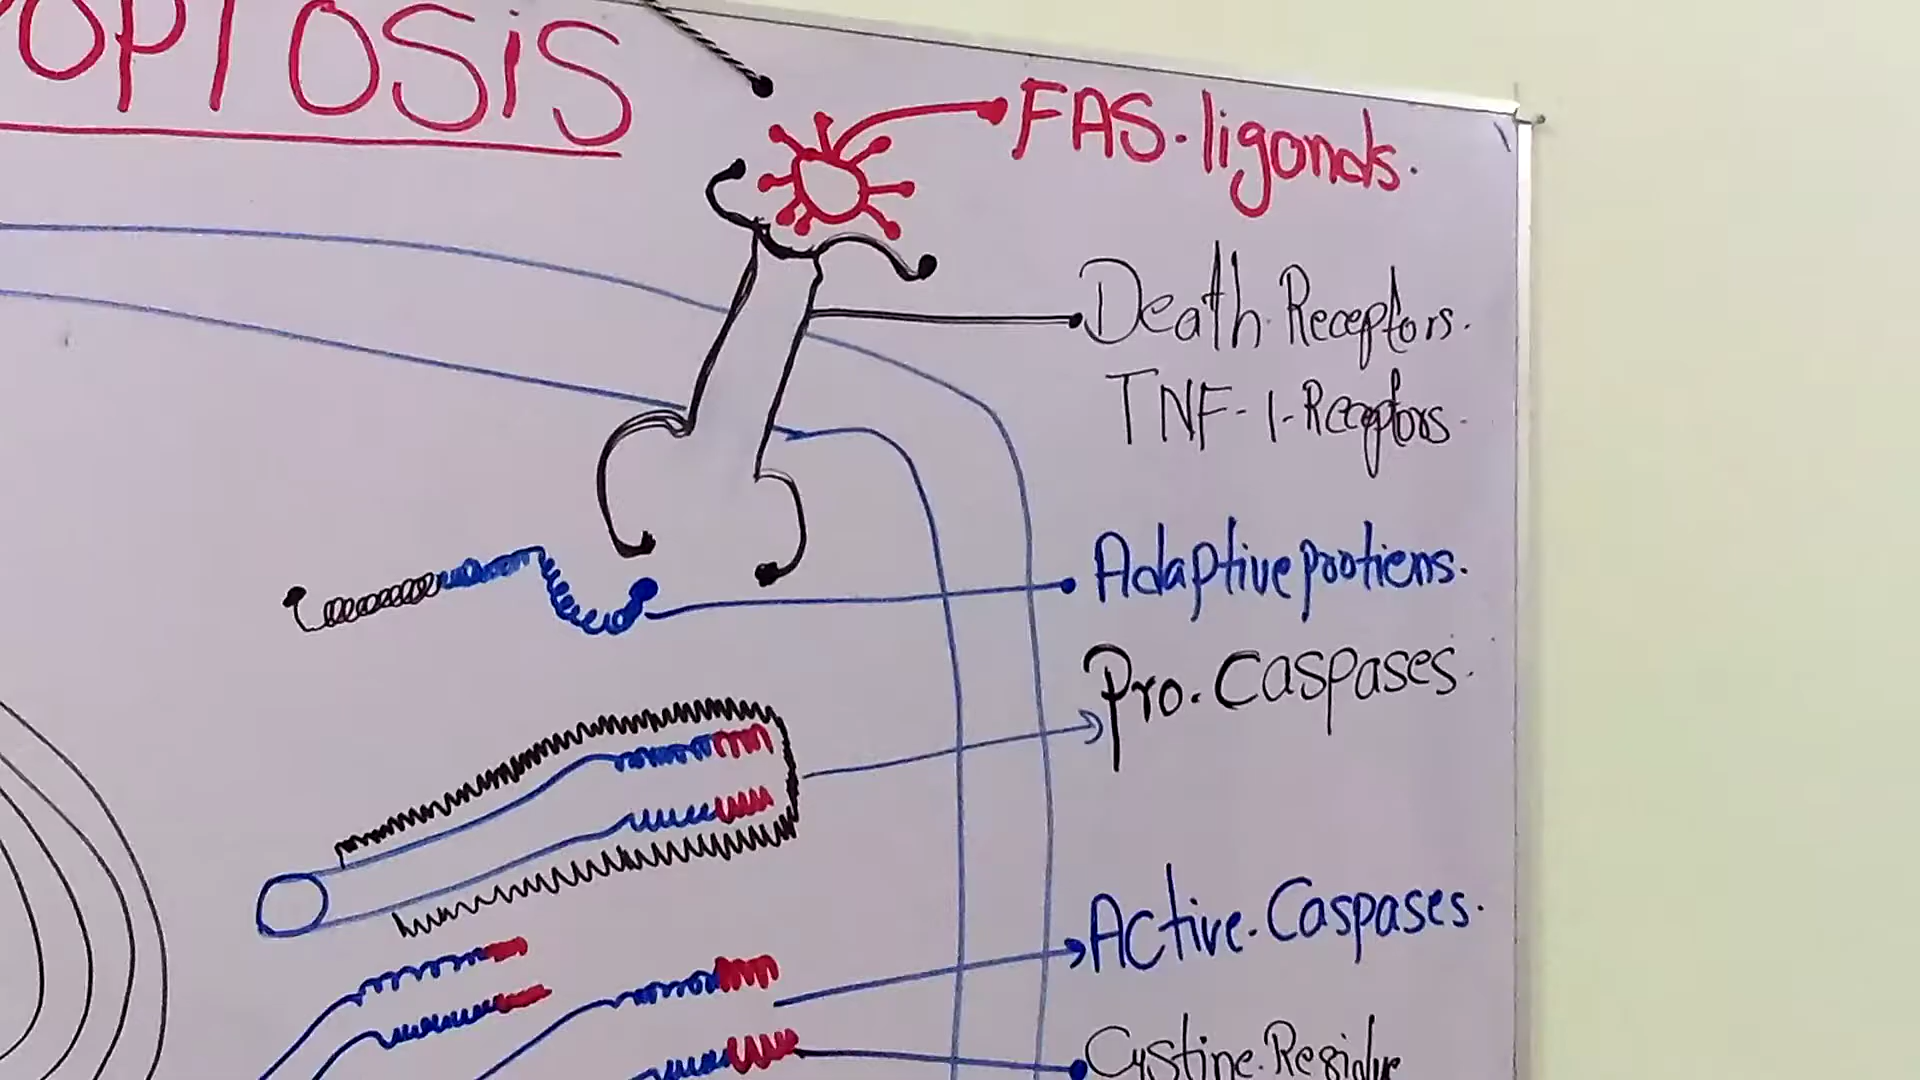 OPTOSiS
FAS. ligands.
Death. Receptors.
TNF - 1 - Receptors.
Adaptive protiens.
Pro. Caspases.
Active. Caspases.
Cystine. Residue